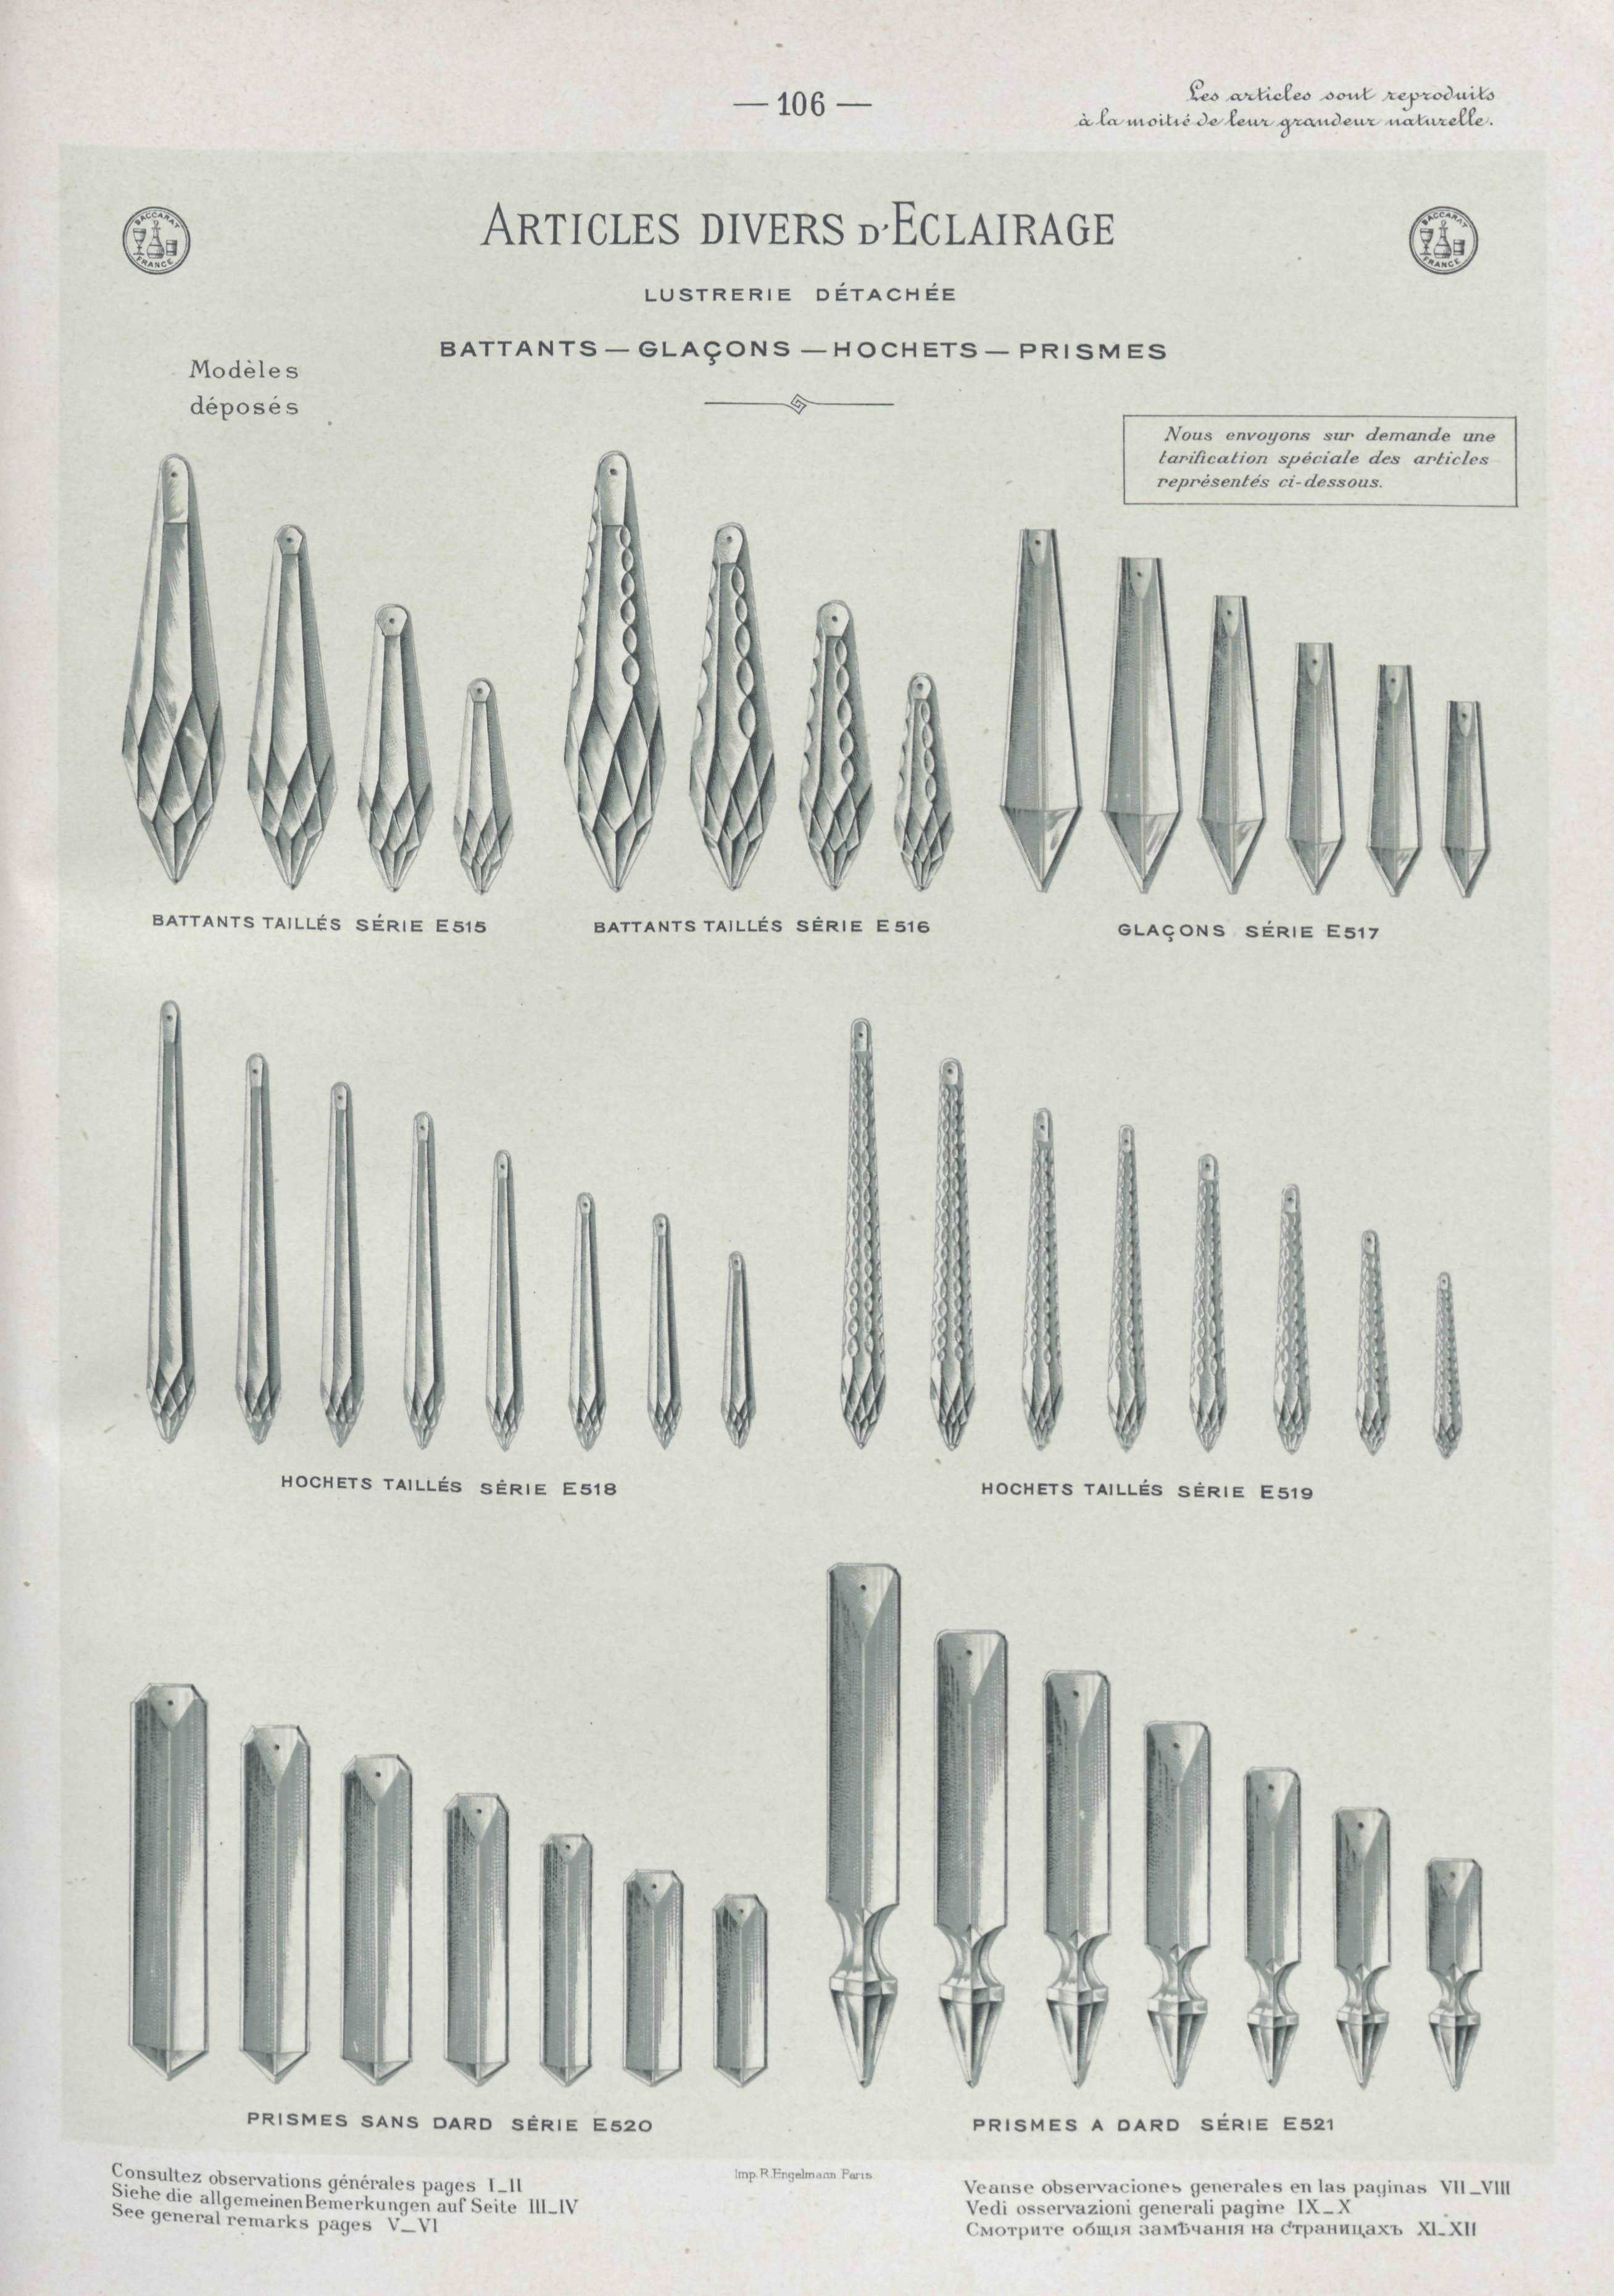 — 106 —
Les articles sont reproduits
à la moitié de leur grandeur naturelle.
BACCARAT
FRANCE
ARTICLES DIVERS D'ECLAIRAGE
BACCARAT
FRANCE
LUSTRERIE DÉTACHÉE
BATTANTS — GLAÇONS — HOCHETS — PRISMES
Modèles
déposés
Nous envoyons sur demande une
tarification spéciale des articles
représentés ci-dessous.
BATTANTS TAILLÉS SÉRIE E515
BATTANTS TAILLÉS SÉRIE E516
GLAÇONS SÉRIE E517
HOCHETS TAILLÉS SÉRIE E518
HOCHETS TAILLÉS SÉRIE E519
PRISMES SANS DARD SÉRIE E520
PRISMES A DARD SÉRIE E521
Consultez observations générales pages I_II
Siehe die allgemeinen Bemerkungen auf Seite III_IV
See general remarks pages V_VI
Imp. R. Engelmann Paris
Veanse observaciones generales en las paginas VII_VIII
Vedi osservazioni generali pagine IX_X
Смотрите общія замѣчанія на страницахъ XI_XII